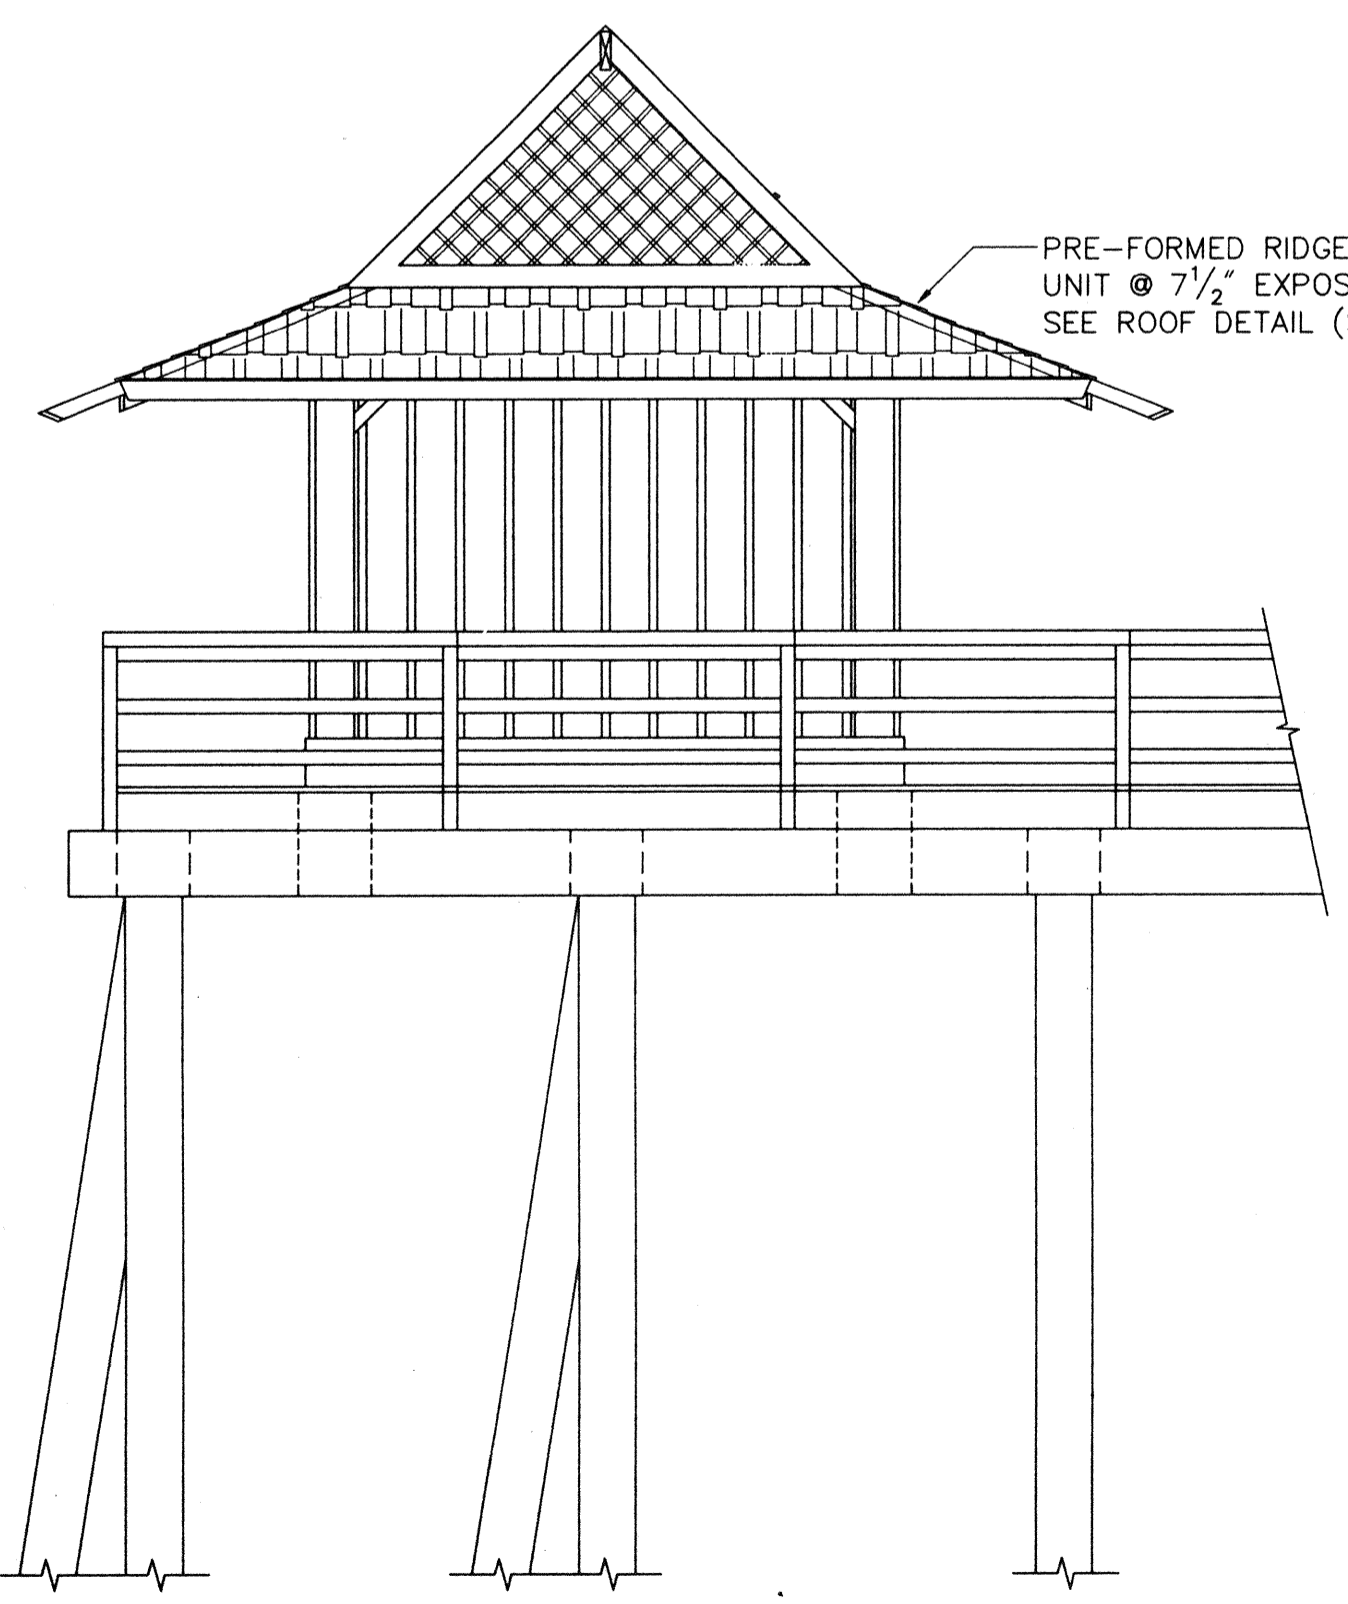 PRE-FORMED RIDGE
UNIT @ 7½" EXPOS
SEE ROOF DETAIL (